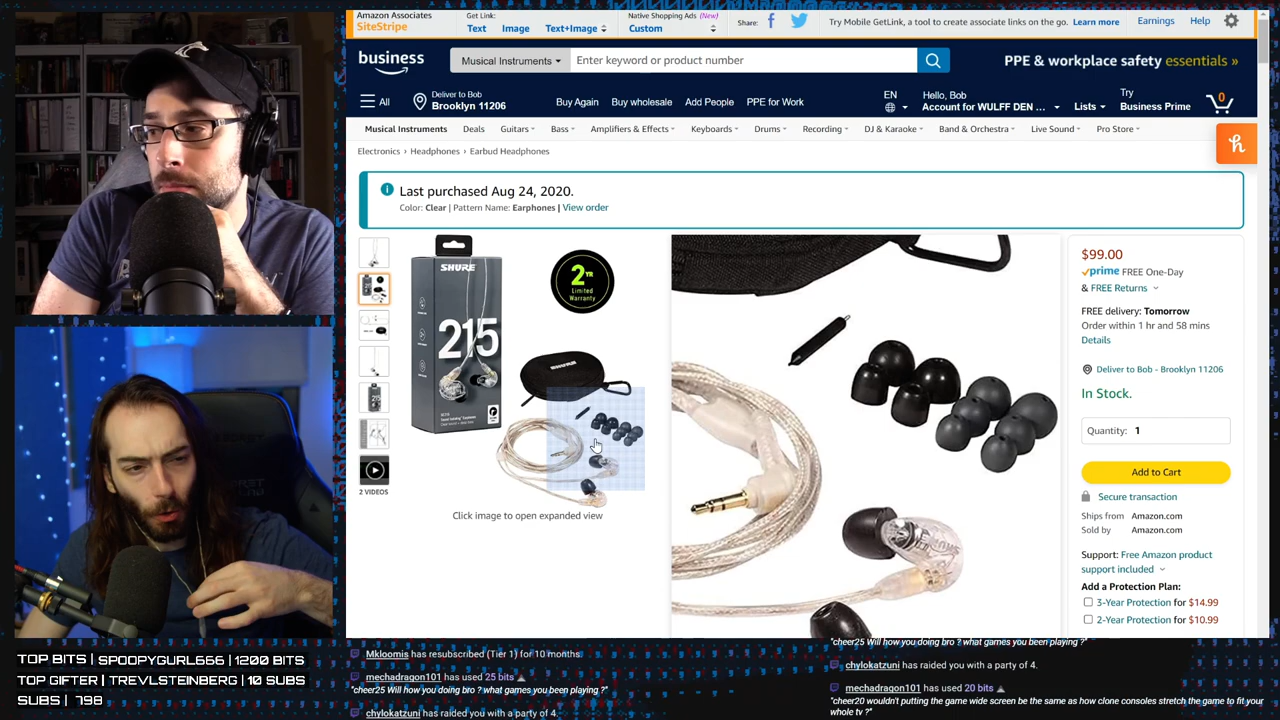 Amazon Associates
SiteStripe
Get Link:
Text
Image
Text+Image
Native Shopping Ads (New)
Custom
Share:
Try Mobile GetLink, a tool to create associate links on the go. Learn more
Earnings
Help
business
Musical Instruments
Enter keyword or product number
PPE & workplace safety essentials »
All
Deliver to Bob
Brooklyn 11206
Buy Again
Buy wholesale
Add People
PPE for Work
EN
Hello, Bob
Account for WULFF DEN ...
Lists
Try
Business Prime
0
Musical Instruments
Deals
Guitars
Bass
Amplifiers & Effects
Keyboards
Drums
Recording
DJ & Karaoke
Band & Orchestra
Live Sound
Pro Store
Electronics › Headphones › Earbud Headphones
Last purchased Aug 24, 2020.
Color: Clear | Pattern Name: Earphones | View order
SHURE
215
2 YR
Limited
Warranty
SHURE
2 VIDEOS
Click image to open expanded view
$99.00
prime FREE One-Day
& FREE Returns
FREE delivery: Tomorrow
Order within 1 hr and 58 mins
Details
Deliver to Bob - Brooklyn 11206
In Stock.
Quantity: 1
Add to Cart
Secure transaction
Ships from Amazon.com
Sold by Amazon.com
Support: Free Amazon product
support included
Add a Protection Plan:
3-Year Protection for $14.99
2-Year Protection for $10.99
TOP BITS | SPOOPYGURL666 | 1200 BITS
TOP GIFTER | TREVLSTEINBERG | 10 SUBS
SUBS | 798
Mkloomis has resubscribed (Tier 1) for 10 months.
mechadragon101 has used 25 bits
"cheer25 Will how you doing bro ? what games you been playing ?"
chylokatzuni has raided you with a party of 4.
"cheer25 Will how you doing bro ? what games you been playing ?"
chylokatzuni has raided you with a party of 4.
mechadragon101 has used 20 bits
"cheer20 wouldn't putting the game wide screen be the same as how clone consoles stretch the game to fit your
whole tv ?"